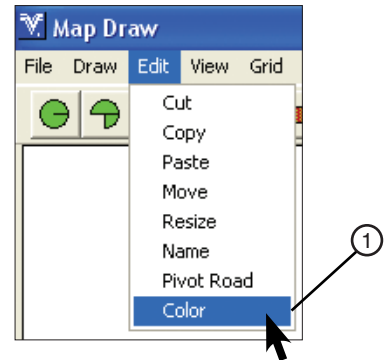 Map Draw
File Draw Edit View Grid
Cut
Copy
Paste
Move
Resize
Name
Pivot Road
Color
1